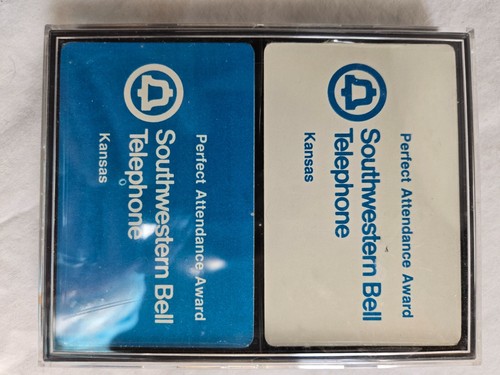 Perfect Attendance Award
Southwestern Bell
Telephone
Kansas
Perfect Attendance Award
Southwestern Bell
Telephone
Kansas